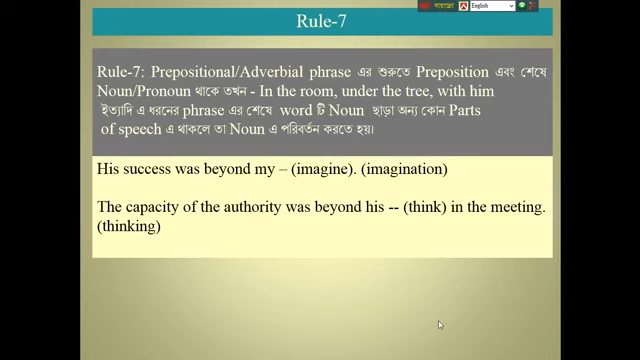 English
Rule-7
Rule-7: Prepositional/Adverbial phrase এর শুরুতে Preposition এবং শেষে
Noun/Pronoun থাকে তখন - In the room, under the tree, with him
ইত্যাদি এ ধরনের phrase এর শেষে word টি Noun ছাড়া অন্য কোন Parts
of speech এ থাকলে তা Noun এ পরিবর্তন করতে হয়।
His success was beyond my – (imagine). (imagination)
The capacity of the authority was beyond his -- (think) in the meeting.
(thinking)